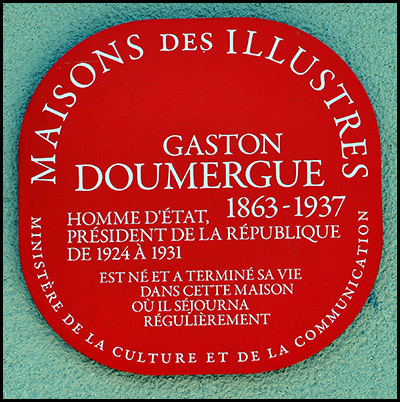 MAISONS DES ILLUSTRES
GASTON
DOUMERGUE
1863-1937
HOMME D'ÉTAT,
PRÉSIDENT DE LA RÉPUBLIQUE
DE 1924 À 1931
EST NÉ ET A TERMINÉ SA VIE
DANS CETTE MAISON
OÙ IL SÉJOURNA
RÉGULIÈREMENT
MINISTÈRE DE LA CULTURE ET DE LA COMMUNICATION